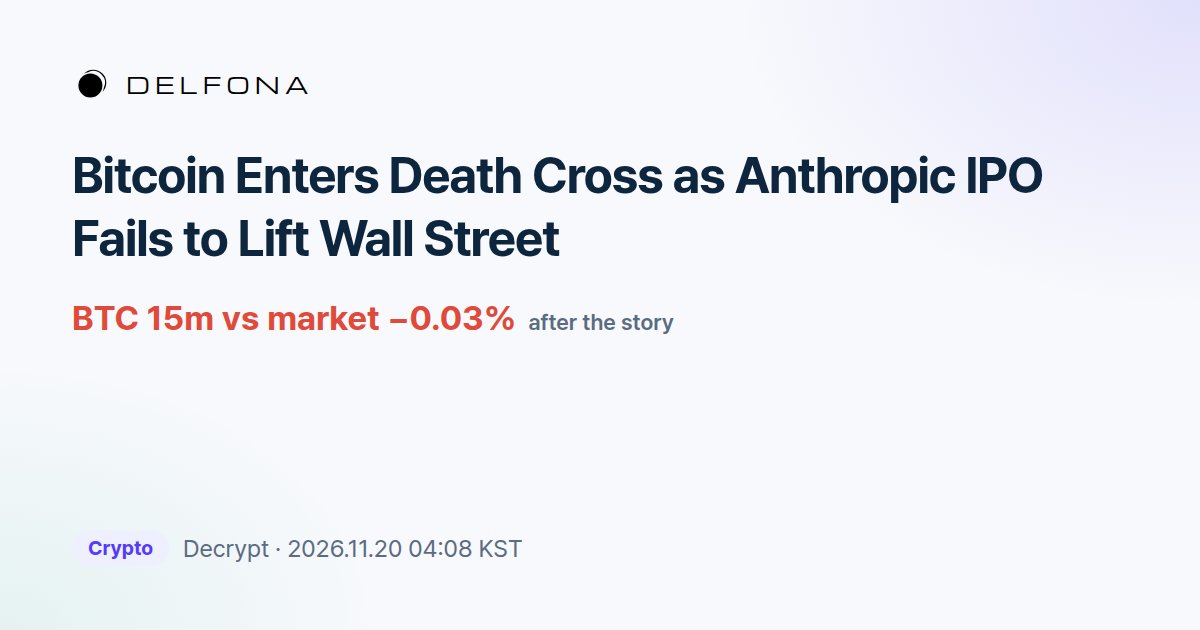 DELFONA
Bitcoin Enters Death Cross as Anthropic IPO
Fails to Lift Wall Street
BTC 15m vs market −0.03% after the story
Crypto Decrypt · 2026.11.20 04:08 KST